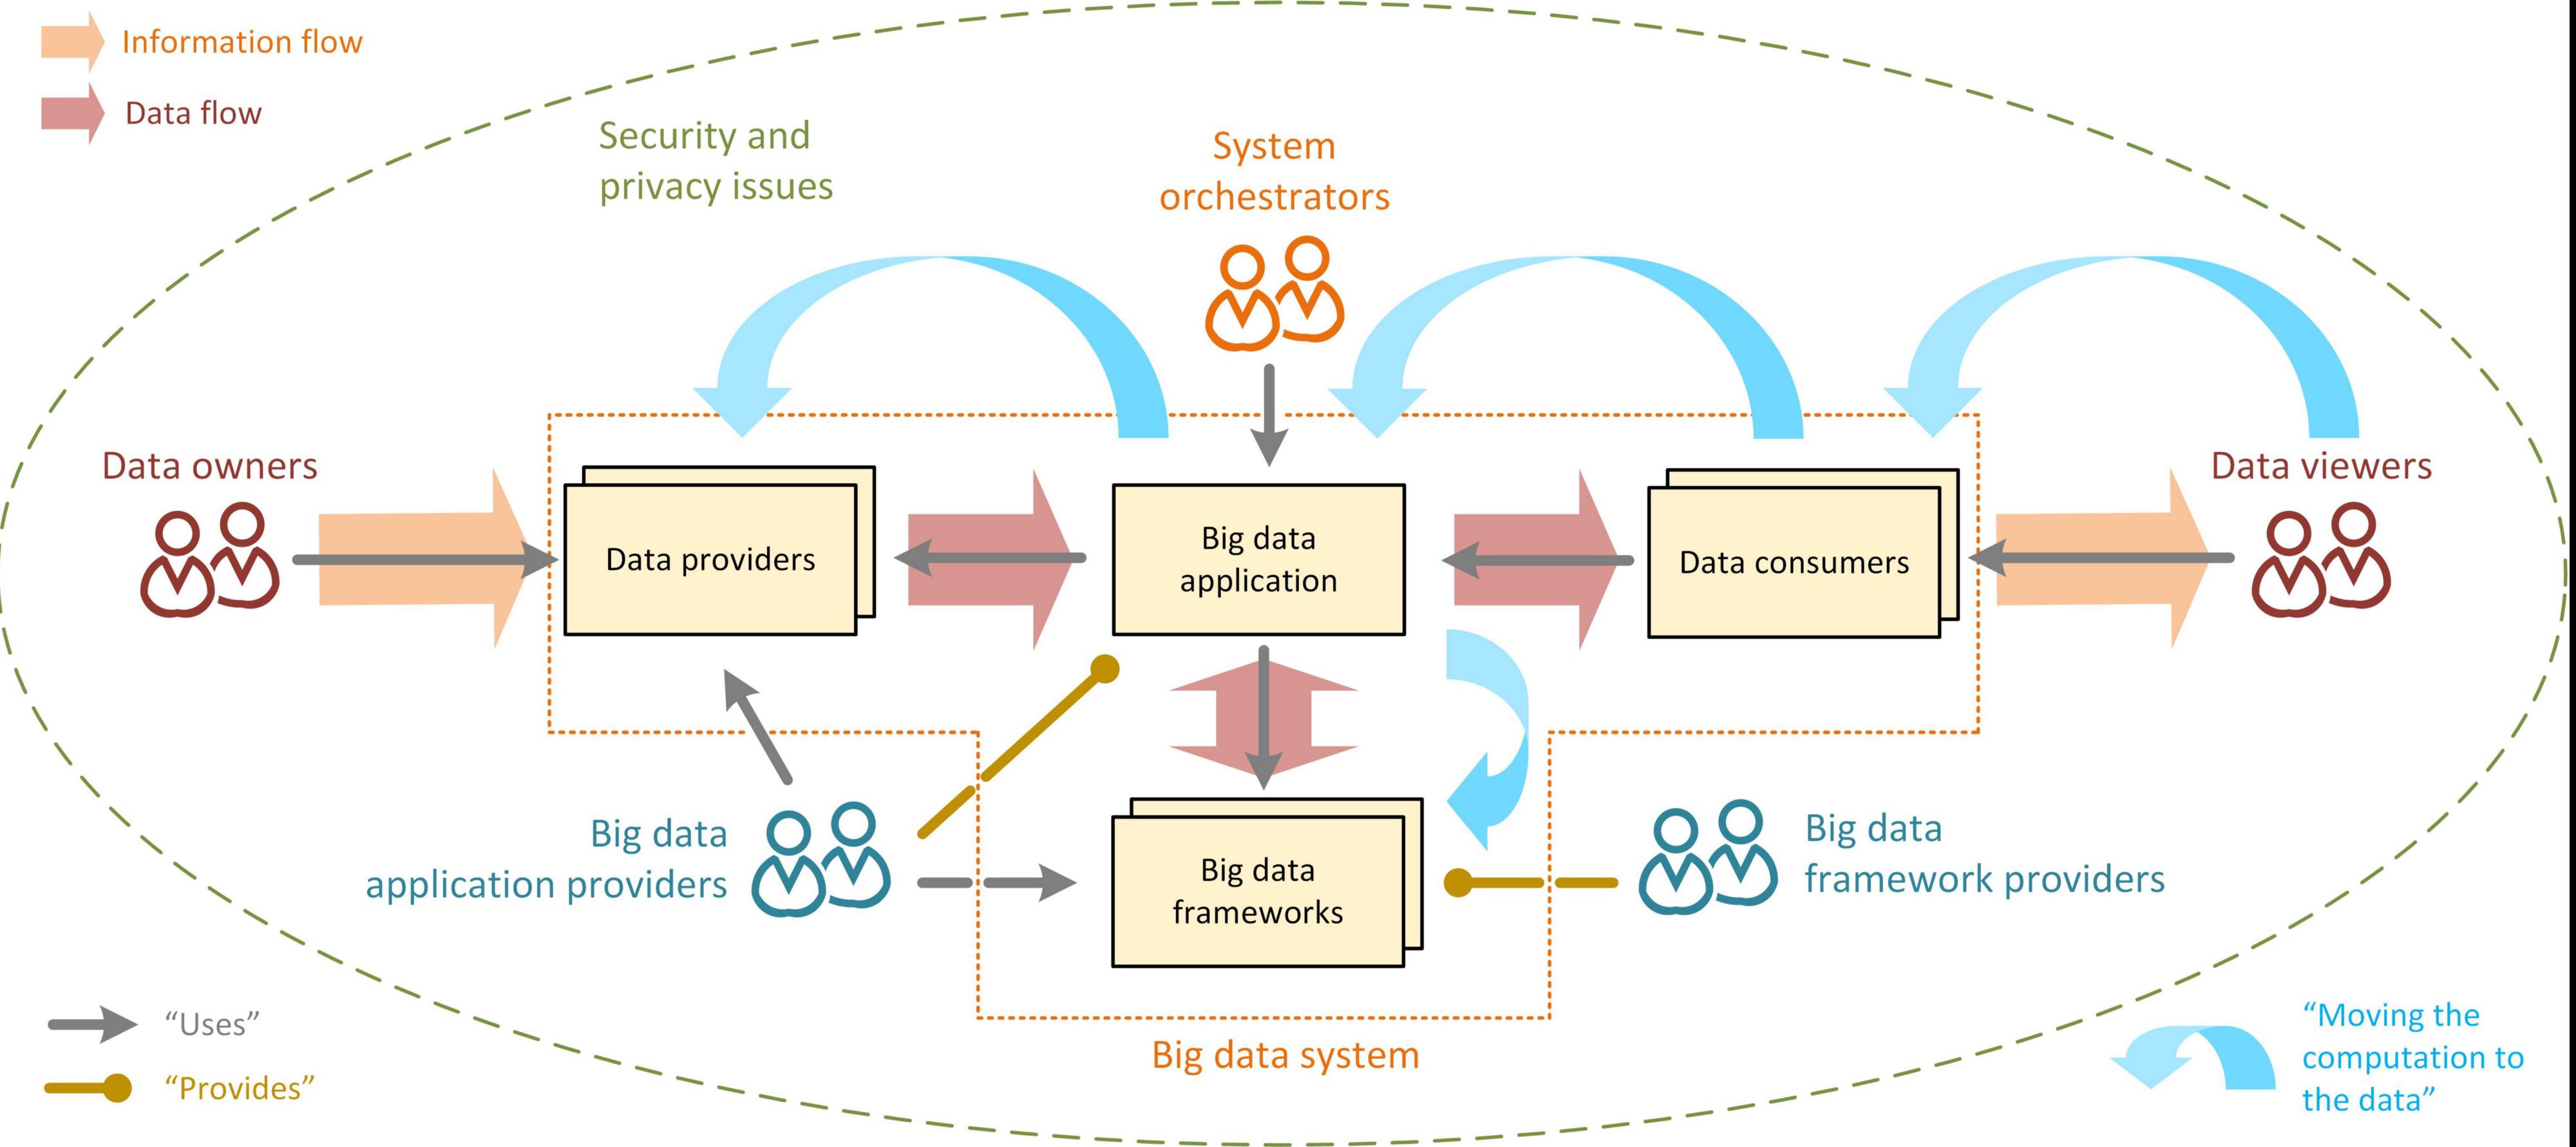 Information flow
Data flow
Security and
privacy issues
System
orchestrators
Data owners
Data viewers
Data providers
Big data
application
Data consumers
Big data
application providers
Big data
frameworks
Big data
framework providers
Big data system
“Uses”
“Provides”
“Moving the
computation to
the data”